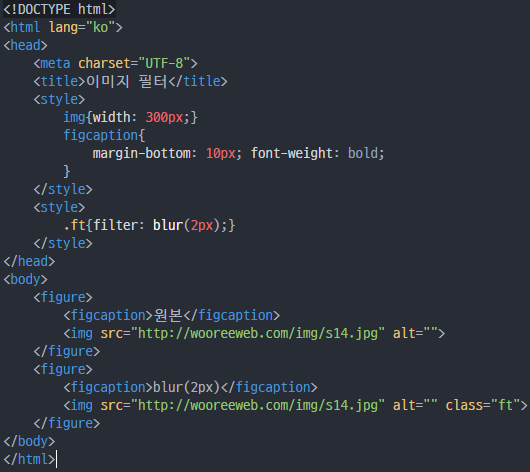 <!DOCTYPE html>
<html lang="ko">
<head>
    <meta charset="UTF-8">
    <title>이미지 필터</title>
    <style>
        img{width: 300px;}
        figcaption{
            margin-bottom: 10px; font-weight: bold;
        }
    </style>
    <style>
        .ft{filter: blur(2px);}
    </style>
</head>
<body>
    <figure>
        <figcaption>원본</figcaption>
        <img src="http://wooreeweb.com/img/s14.jpg" alt="">
    </figure>
    <figure>
        <figcaption>blur(2px)</figcaption>
        <img src="http://wooreeweb.com/img/s14.jpg" alt="" class="ft">
    </figure>
</body>
</html>